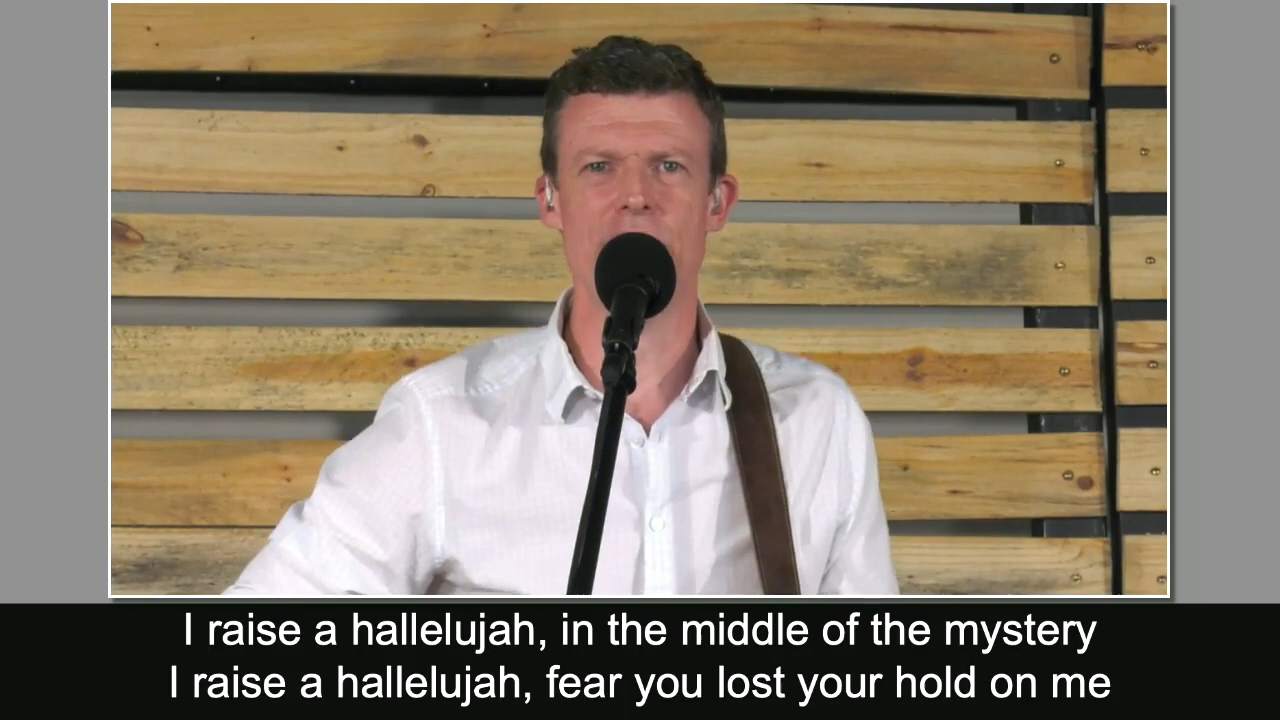 I raise a hallelujah, in the middle of the mystery
I raise a hallelujah, fear you lost your hold on me